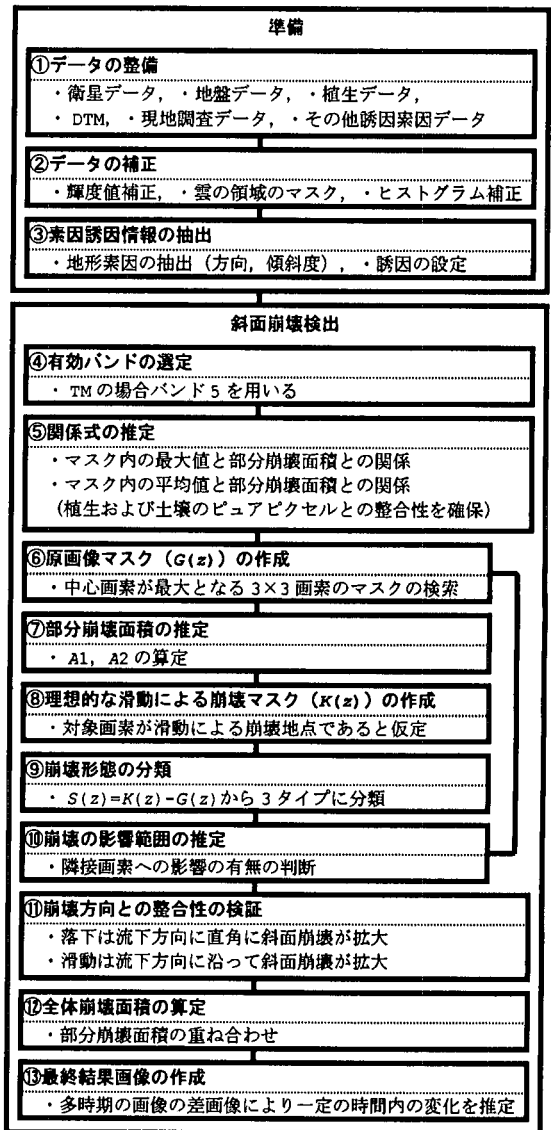 準備
①データの整備
・衛星データ，・地盤データ，・植生データ，
・DTM，・現地調査データ，・その他誘因素因データ
②データの補正
・輝度値補正，・雲の領域のマスク，・ヒストグラム補正
③素因誘因情報の抽出
・地形素因の抽出（方向，傾斜度），・誘因の設定
斜面崩壊検出
④有効バンドの選定
・TMの場合バンド5を用いる
⑤関係式の推定
・マスク内の最大値と部分崩壊面積との関係
・マスク内の平均値と部分崩壊面積との関係
（植生および土壌のピュアピクセルとの整合性を確保）
⑥原画像マスク（G(z)）の作成
・中心画素が最大となる3×3画素のマスクの検索
⑦部分崩壊面積の推定
・A1，A2の算定
⑧理想的な滑動による崩壊マスク（K(z)）の作成
・対象画素が滑動による崩壊地点であると仮定
⑨崩壊形態の分類
・S(z)=K(z)-G(z)から3タイプに分類
⑩崩壊の影響範囲の推定
・隣接画素への影響の有無の判断
⑪崩壊方向との整合性の検証
・落下は流下方向に直角に斜面崩壊が拡大
・滑動は流下方向に沿って斜面崩壊が拡大
⑫全体崩壊面積の算定
・部分崩壊面積の重ね合わせ
⑬最終結果画像の作成
・多時期の画像の差画像により一定の時間内の変化を推定